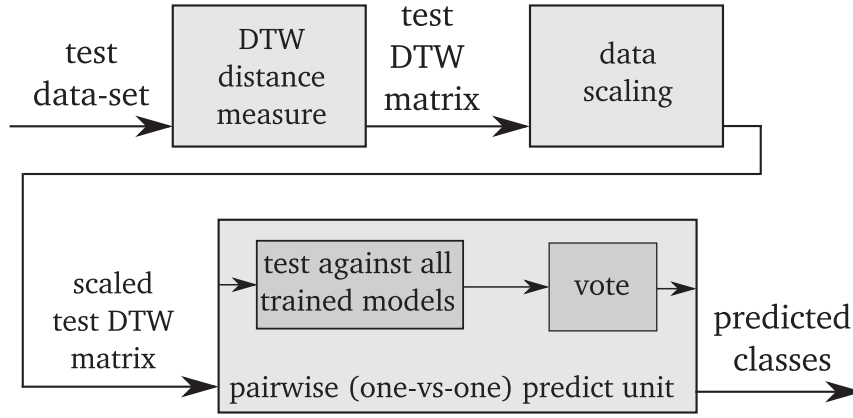 test
data-set
DTW
distance
measure
test
DTW
matrix
data
scaling
scaled
test DTW
matrix
test against all
trained models
vote
pairwise (one-vs-one) predict unit
predicted
classes